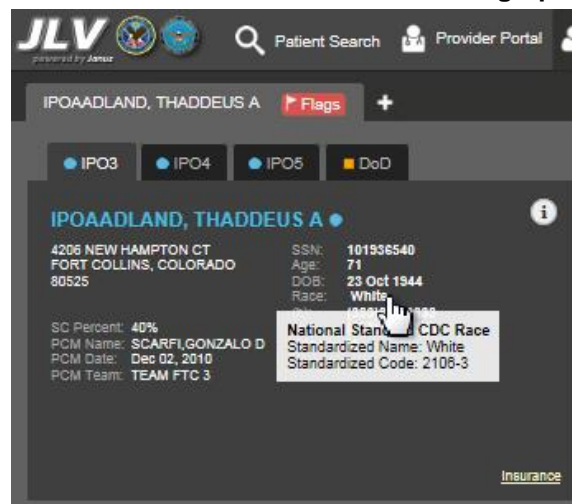 JLV Patient Search Provider Portal
powered by Janus
IPOAADLAND, THADDEUS A Flags +
IPO3 IPO4 IPO5 DoD
IPOAADLAND, THADDEUS A
4206 NEW HAMPTON CT SSN: 101936540
FORT COLLINS, COLORADO Age: 71
80525 DOB: 23 Oct 1944
Race: White
SC Percent: 40% National CDC Race
PCM Name: SCARFI,GONZALO D Standardized Name: White
PCM Date: Dec 02, 2010 Standardized Code: 2106-3
PCM Team: TEAM FTC 3
Insurance